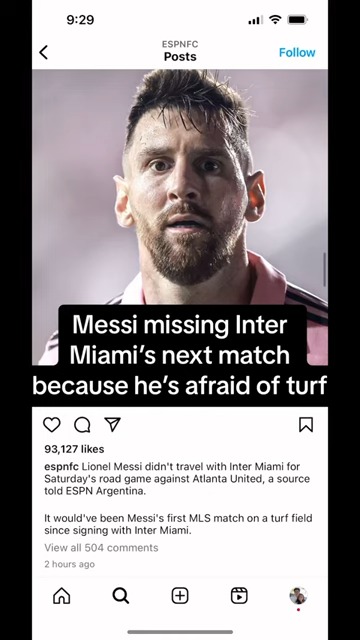 9:29
ESPNFC
Posts
Follow
Messi missing Inter
Miami's next match
because he's afraid of turf
93,127 likes
espnfc Lionel Messi didn't travel with Inter Miami for
Saturday's road game against Atlanta United, a source
told ESPN Argentina.
It would've been Messi's first MLS match on a turf field
since signing with Inter Miami.
View all 504 comments
2 hours ago